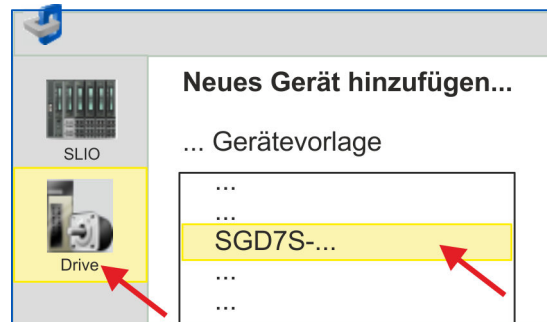 Neues Gerät hinzufügen...
SLIO
... Gerätevorlage
...
...
SGD7S-...
Drive
...
...